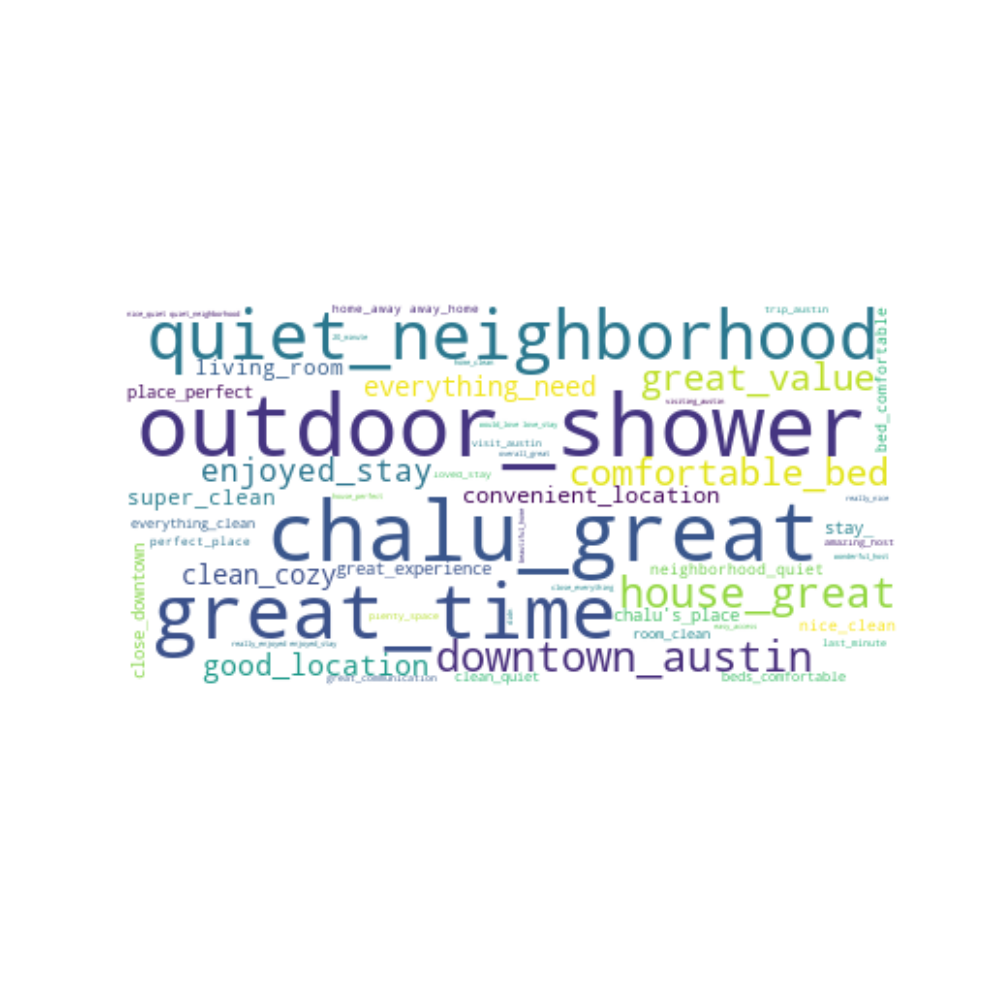 nice_quiet quiet_neighborhood
home_away away_home
trip_austin
quiet_neighborhood
20_minute
living_room
home_clean
bed_comfortable
everything_need
great_value
place_perfect
visiting_austin
outdoor_shower
would_love love_stay
visit_austin
overall_great
enjoyed_stay
loved_stay
comfortable_bed
super_clean
house_perfect
convenient_location
really_nice
chalu_great
everything_clean
beautiful_home
stay_
perfect_place
amazing_host
wonderful_host
close_downtown
clean_cozy
great_experience
neighborhood_quiet
great_time
close_everything
house_great
plenty_space
chalu's_place
easy_access
nice_clean
room_clean
really_enjoyed enjoyed_stay
downtown_austin
last_minute
good_location
great_communication
clean_quiet
beds_comfortable